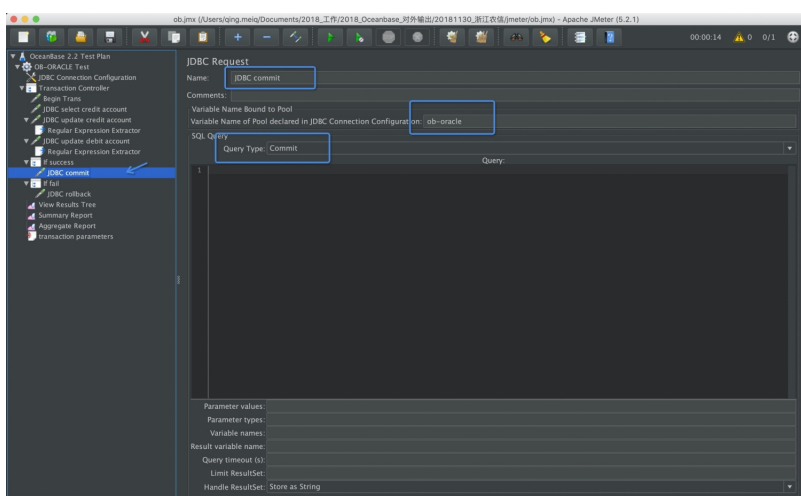 ob.jmx (/Users/qing.meiq/Documents/2018_工作/2018_Oceanbase_对外输出/20181130_浙江农信/jmeter/ob.jmx) - Apache JMeter (5.2.1)
00:00:14 0 0/1
OceanBase 2.2 Test Plan
OB-ORACLE Test
JDBC Connection Configuration
Transaction Controller
Begin Trans
JDBC select credit account
JDBC update credit account
Regular Expression Extractor
JDBC update debit account
Regular Expression Extractor
If success
JDBC commit
If fail
JDBC rollback
View Results Tree
Summary Report
Aggregate Report
transaction parameters
JDBC Request
Name: JDBC commit
Comments:
Variable Name Bound to Pool
Variable Name of Pool declared in JDBC Connection Configuration: ob-oracle
SQL Query
Query Type: Commit
Query:
1
Parameter values:
Parameter types:
Variable names:
Result variable name:
Query timeout (s):
Limit ResultSet:
Handle ResultSet: Store as String